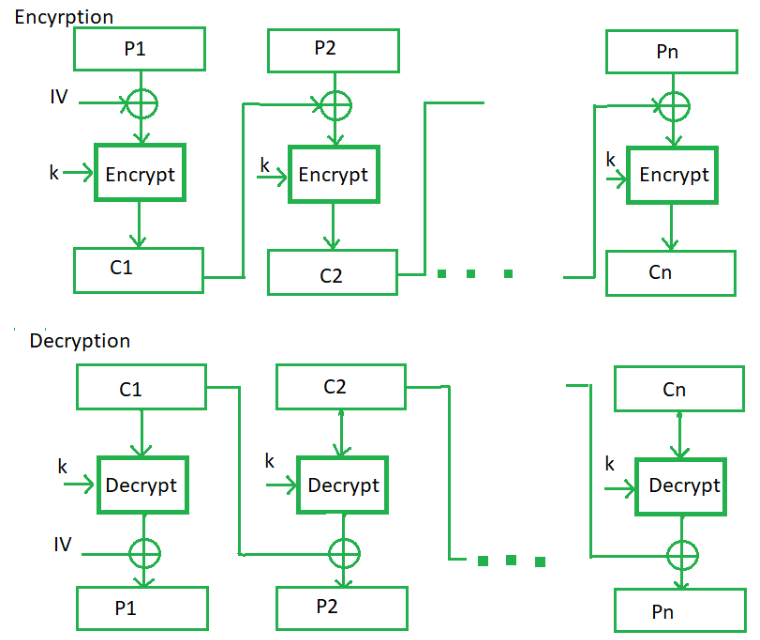 Encyrption
P1
P2
Pn
IV
k
Encrypt
k
Encrypt
k
Encrypt
C1
C2
Cn
Decryption
C1
C2
Cn
k
Decrypt
k
Decrypt
k
Decrypt
IV
P1
P2
Pn